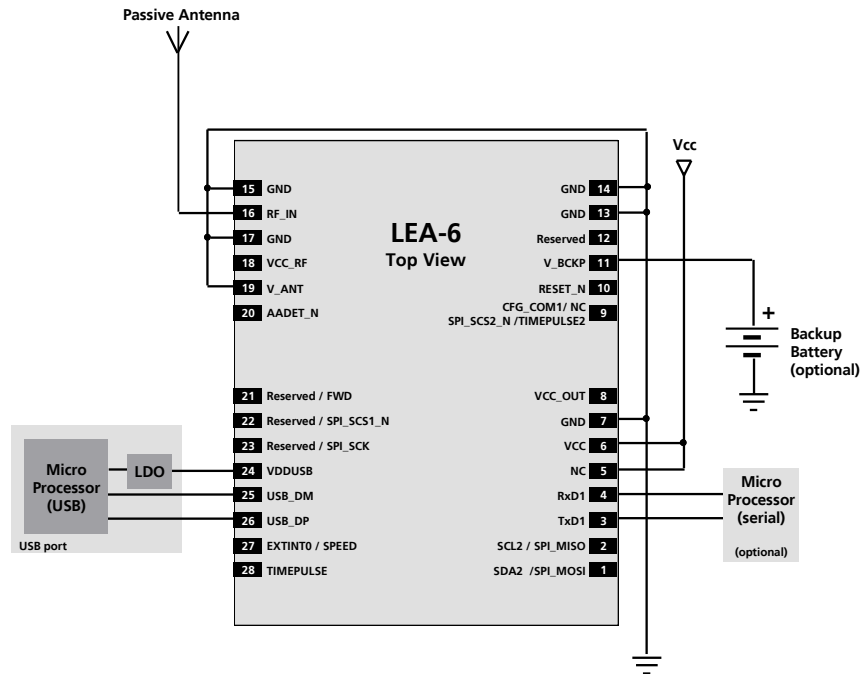 Passive Antenna
Vcc
LEA-6
Top View
15 GND
16 RF_IN
17 GND
18 VCC_RF
19 V_ANT
20 AADET_N
21 Reserved / FWD
22 Reserved / SPI_SCS1_N
23 Reserved / SPI_SCK
24 VDDUSB
25 USB_DM
26 USB_DP
27 EXTINT0 / SPEED
28 TIMEPULSE
GND 14
GND 13
Reserved 12
V_BCKP 11
RESET_N 10
CFG_COM1/ NC
SPI_SCS2_N /TIMEPULSE2 9
VCC_OUT 8
GND 7
VCC 6
NC 5
RxD1 4
TxD1 3
SCL2 / SPI_MISO 2
SDA2 /SPI_MOSI 1
+
Backup
Battery
(optional)
Micro
Processor
(USB)
LDO
USB port
Micro
Processor
(serial)
(optional)